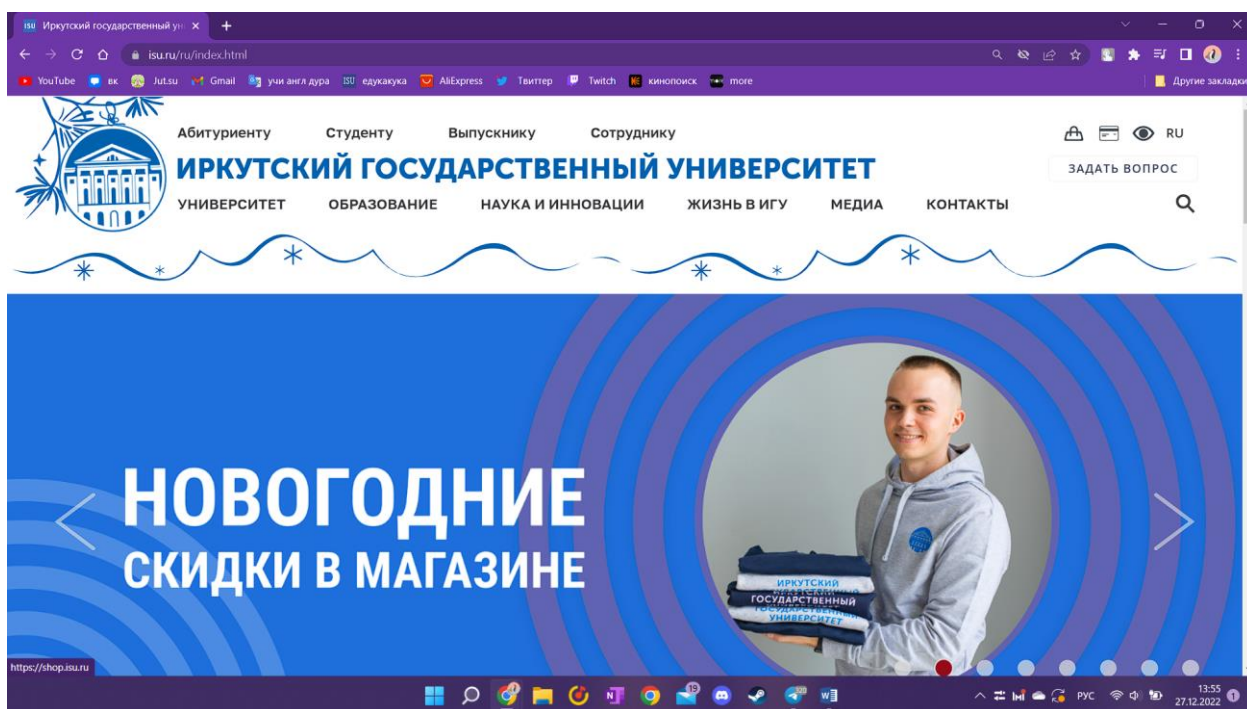 Иркутский государственный ун
isu.ru/ru/index.html
YouTube вк Jut.su Gmail учи англ дура едукакука AliExpress Твиттер Twitch кинопоиск more Другие закладки
Абитуриенту Студенту Выпускнику Сотруднику RU
ИРКУТСКИЙ ГОСУДАРСТВЕННЫЙ УНИВЕРСИТЕТ
ЗАДАТЬ ВОПРОС
УНИВЕРСИТЕТ ОБРАЗОВАНИЕ НАУКА И ИННОВАЦИИ ЖИЗНЬ В ИГУ МЕДИА КОНТАКТЫ
НОВОГОДНИЕ
СКИДКИ В МАГАЗИНЕ
ИРКУТСКИЙ
ГОСУДАРСТВЕННЫЙ
ГОСУДАРСТВЕННЫЙ
УНИВЕРСИТЕТ
https://shop.isu.ru
19
РУС
13:55
27.12.2022
1